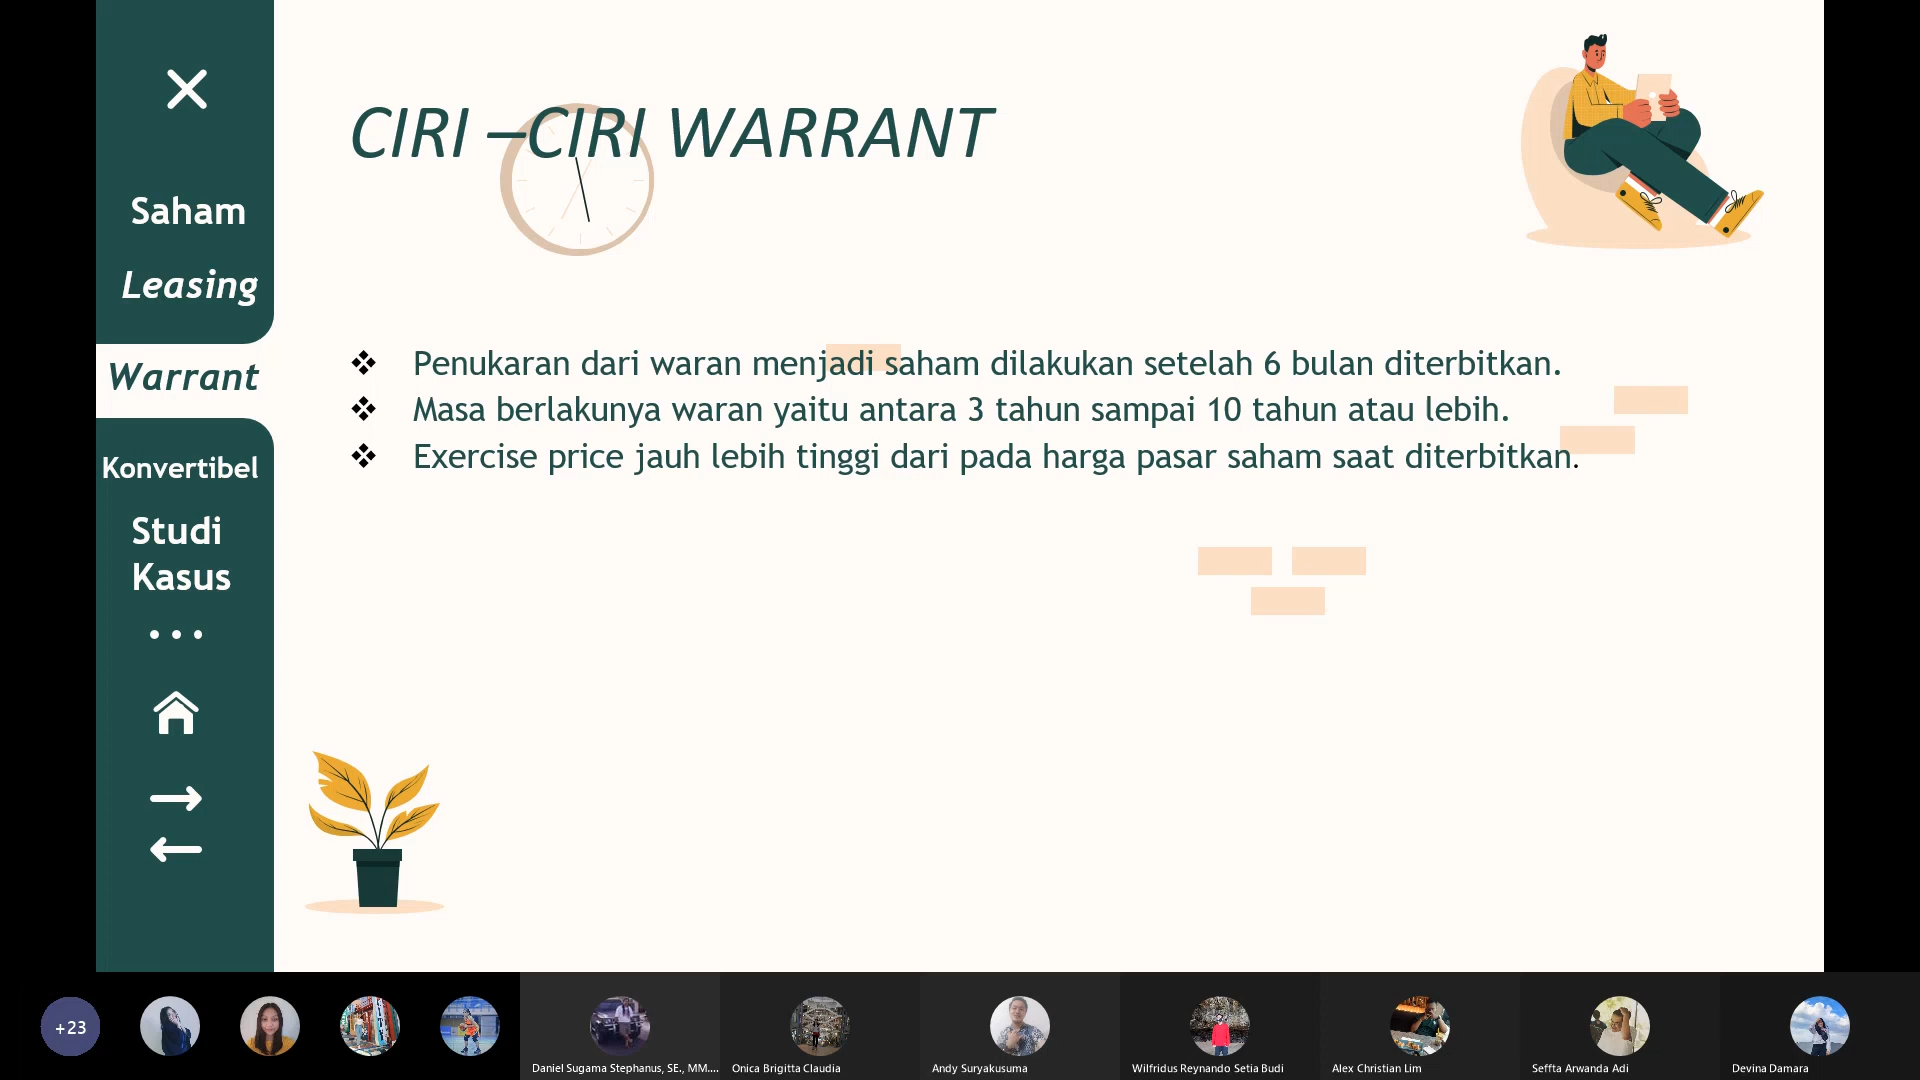 CIRI –CIRI WARRANT
Saham
Leasing
Warrant
Konvertibel
Studi
Kasus
...
❖ Penukaran dari waran menjadi saham dilakukan setelah 6 bulan diterbitkan.
❖ Masa berlakunya waran yaitu antara 3 tahun sampai 10 tahun atau lebih.
❖ Exercise price jauh lebih tinggi dari pada harga pasar saham saat diterbitkan.
+23
Daniel Sugama Stephanus, SE., MM....
Onica Brigitta Claudia
Andy Suryakusuma
Wilfridus Reynando Setia Budi
Alex Christian Lim
Seffta Arwanda Adi
Devina Damara